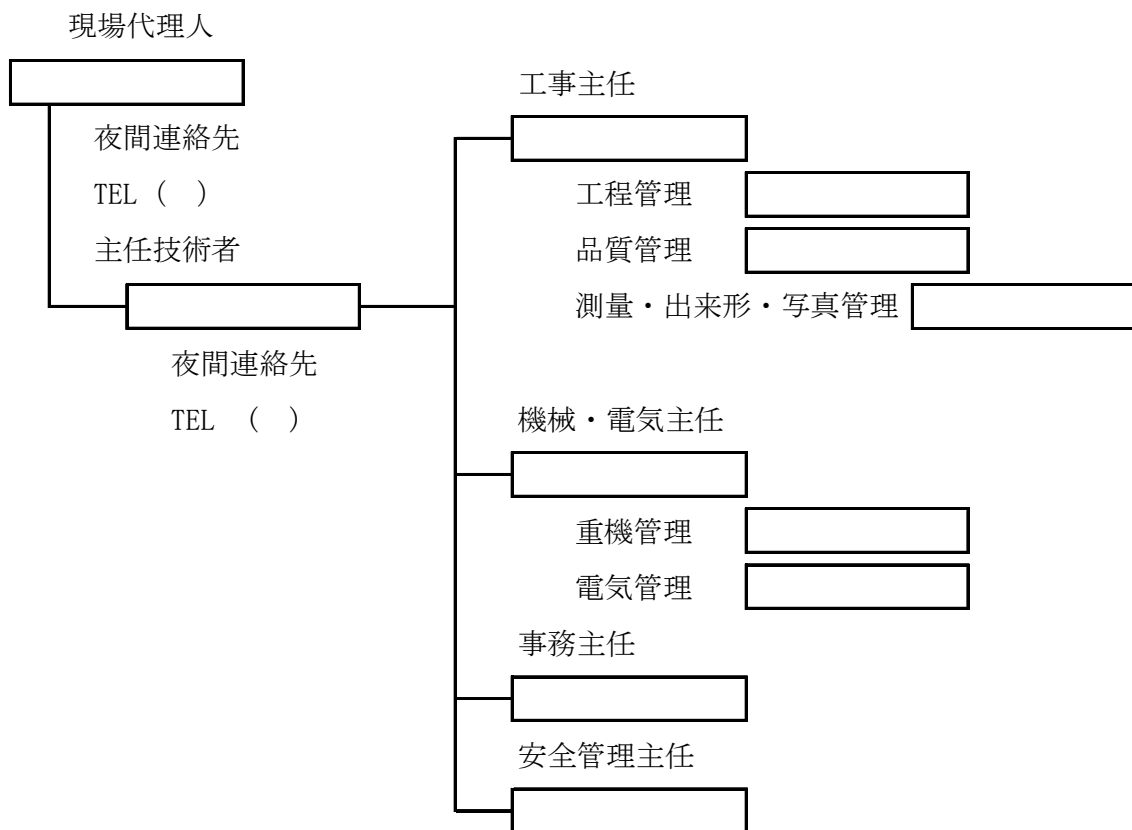 現場代理人
夜間連絡先
TEL ( )
主任技術者
夜間連絡先
TEL ( )
工事主任
工程管理
品質管理
測量・出来形・写真管理
機械・電気主任
重機管理
電気管理
事務主任
安全管理主任